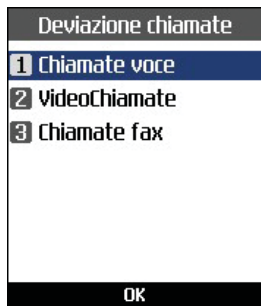 Deviazione chiamate
1 Chiamate voce
2 VideoChiamate
3 Chiamate fax
OK